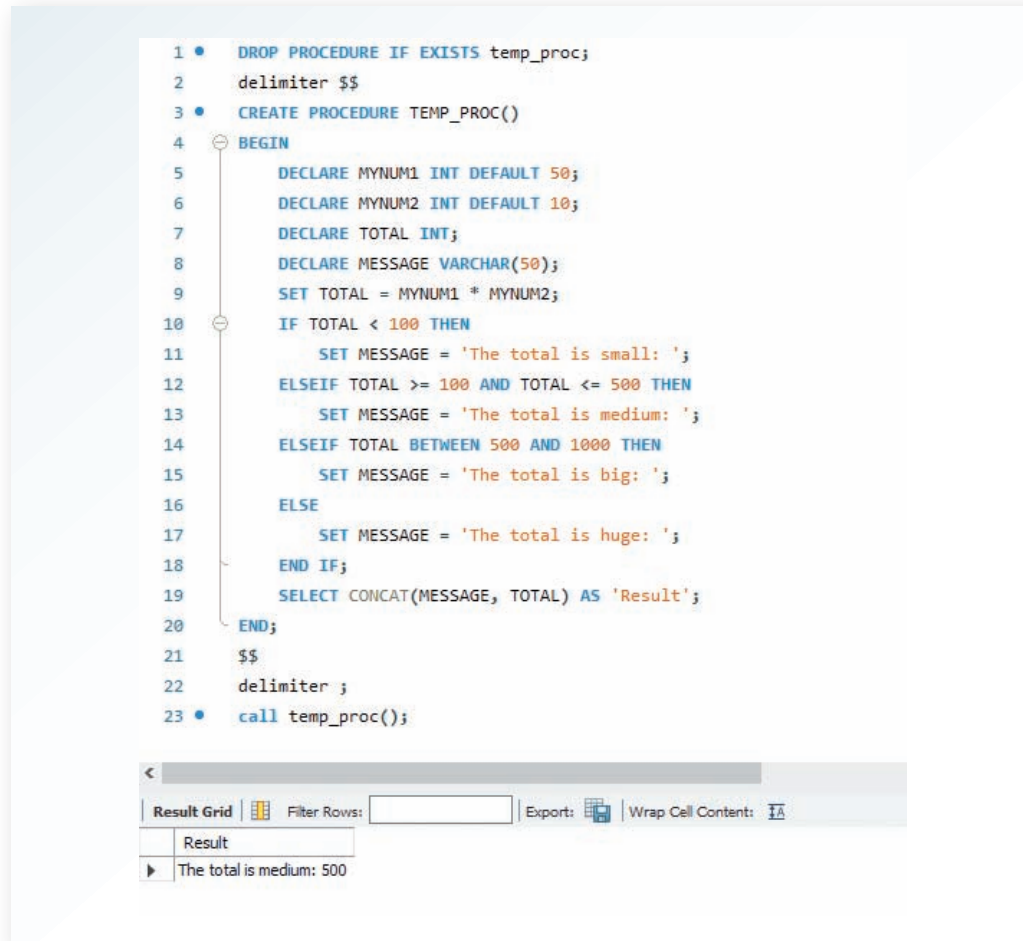 1 DROP PROCEDURE IF EXISTS temp_proc;
2 delimiter $$
3 CREATE PROCEDURE TEMP_PROC()
4 BEGIN
5 DECLARE MYNUM1 INT DEFAULT 50;
6 DECLARE MYNUM2 INT DEFAULT 10;
7 DECLARE TOTAL INT;
8 DECLARE MESSAGE VARCHAR(50);
9 SET TOTAL = MYNUM1 * MYNUM2;
10 IF TOTAL < 100 THEN
11 SET MESSAGE = 'The total is small: ';
12 ELSEIF TOTAL >= 100 AND TOTAL <= 500 THEN
13 SET MESSAGE = 'The total is medium: ';
14 ELSEIF TOTAL BETWEEN 500 AND 1000 THEN
15 SET MESSAGE = 'The total is big: ';
16 ELSE
17 SET MESSAGE = 'The total is huge: ';
18 END IF;
19 SELECT CONCAT(MESSAGE, TOTAL) AS 'Result';
20 END;
21 $$
22 delimiter ;
23 call temp_proc();
Result Grid Filter Rows: Export: Wrap Cell Content: IA
Result
The total is medium: 500